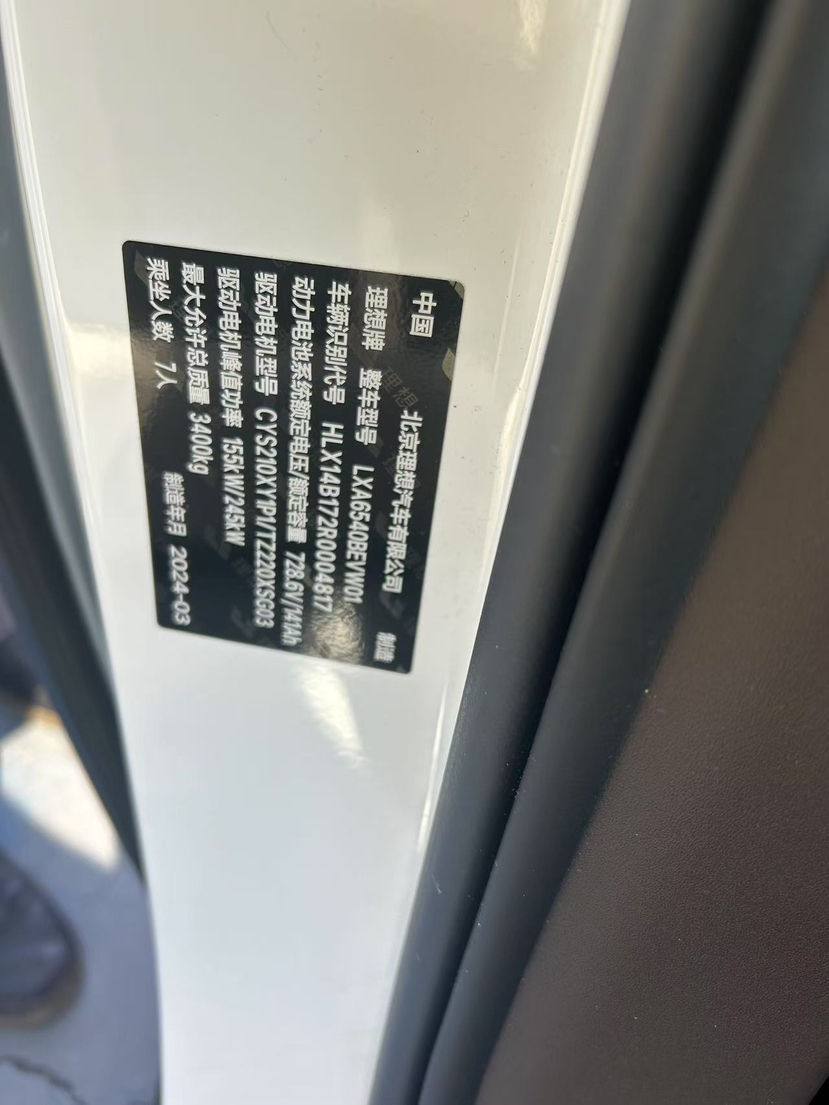 中国 北京理想汽车有限公司 制造
理想牌 整车型号 LXA6540BEVW01
车辆识别代号 HLX14B172R0004817
动力电池系统额定电压/额定容量 728.6V/141Ah
驱动电机型号 CYS210XYP1/TZ220XSG03
驱动电机峰值功率 155kW/245kW
最大允许总质量 3400kg
乘坐人数 7人 制造年月 2024-03